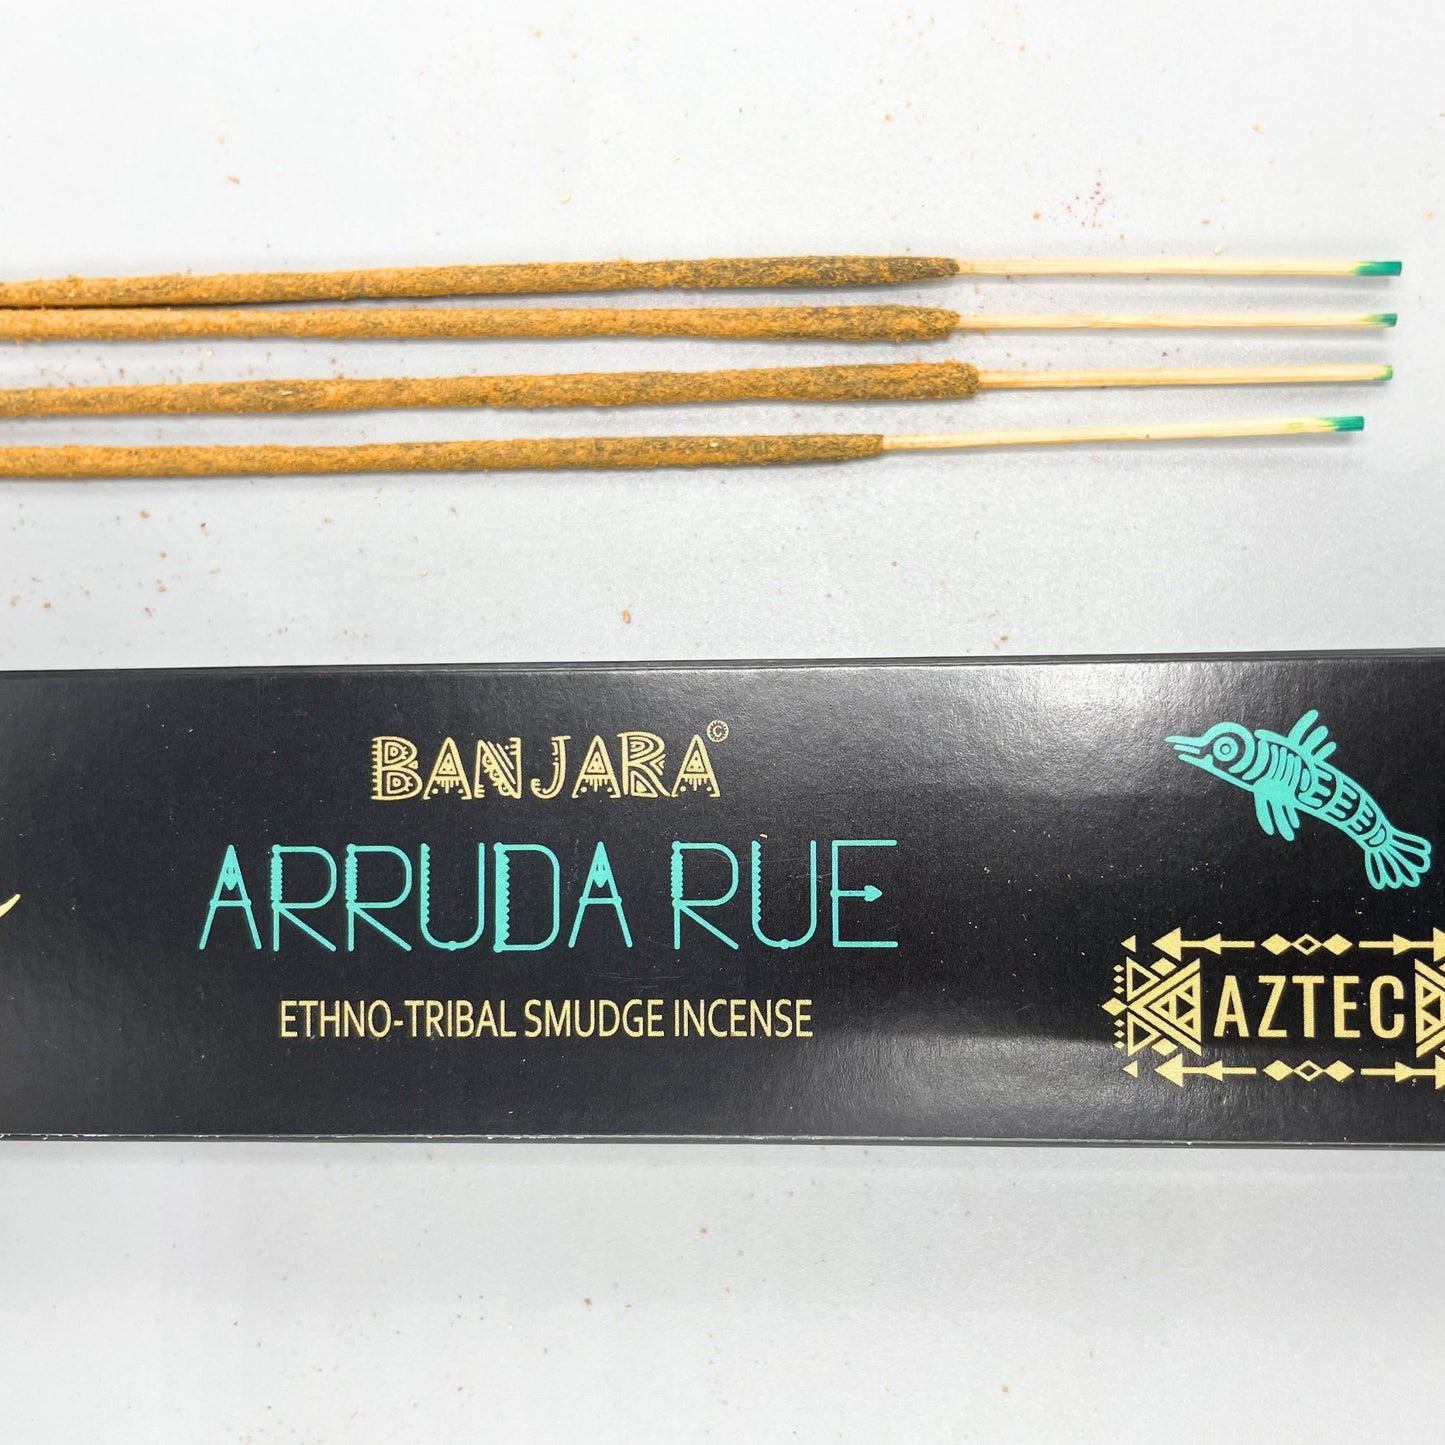 BANJARA©
ARRUDA RUE
ETHNO-TRIBAL SMUDGE INCENSE
AZTEC